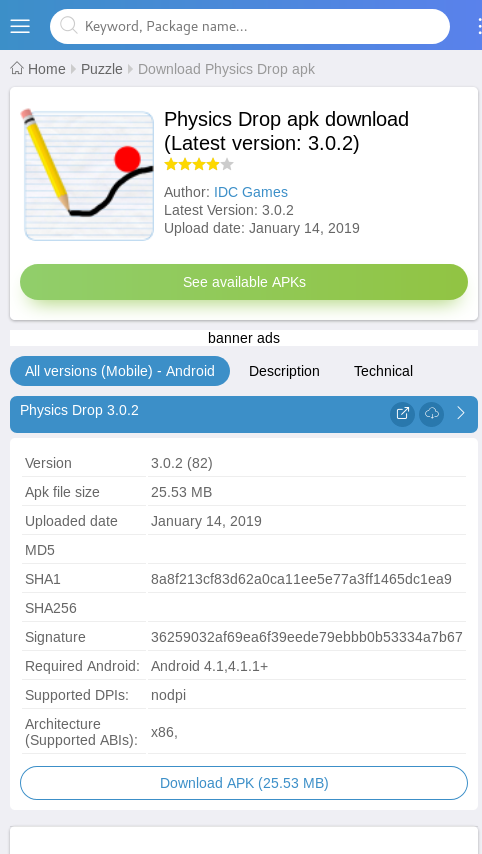 Keyword, Package name...
Home Puzzle Download Physics Drop apk
Physics Drop apk download
(Latest version: 3.0.2)
Author: IDC Games
Latest Version: 3.0.2
Upload date: January 14, 2019
See available APKs
banner ads
All versions (Mobile) - Android Description Technical
Physics Drop 3.0.2
Version 3.0.2 (82)
Apk file size 25.53 MB
Uploaded date January 14, 2019
MD5
SHA1 8a8f213cf83d62a0ca11ee5e77a3ff1465dc1ea9
SHA256
Signature 36259032af69ea6f39eede79ebbb0b53334a7b67
Required Android: Android 4.1,4.1.1+
Supported DPIs: nodpi
Architecture
(Supported ABIs): x86,
Download APK (25.53 MB)